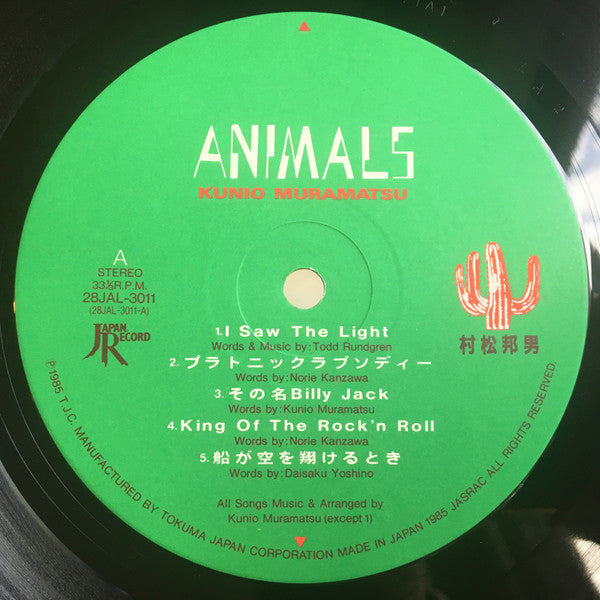 ANIMALS
KUNIO MURAMATSU
A
STEREO
33⅓R.P.M.
28JAL-3011
(28JAL-3011-A)
JAPAN RECORD
村松邦男
1.I Saw The Light
Words & Music by:Todd Rundgren
2.プラトニックラプソディー
Words by:Norie Kanzawa
3.その名Billy Jack
Words by:Kunio Muramatsu
4.King Of The Rock'n Roll
Words by:Norie Kanzawa
5.船が空を翔けるとき
Words by:Daisaku Yoshino
All Songs Music & Arranged by
Kunio Muramatsu (except 1)
℗1985 T.J.C. MANUFACTURED BY TOKUMA JAPAN CORPORATION MADE IN JAPAN 1985 JASRAC ALL RIGHTS RESERVED.